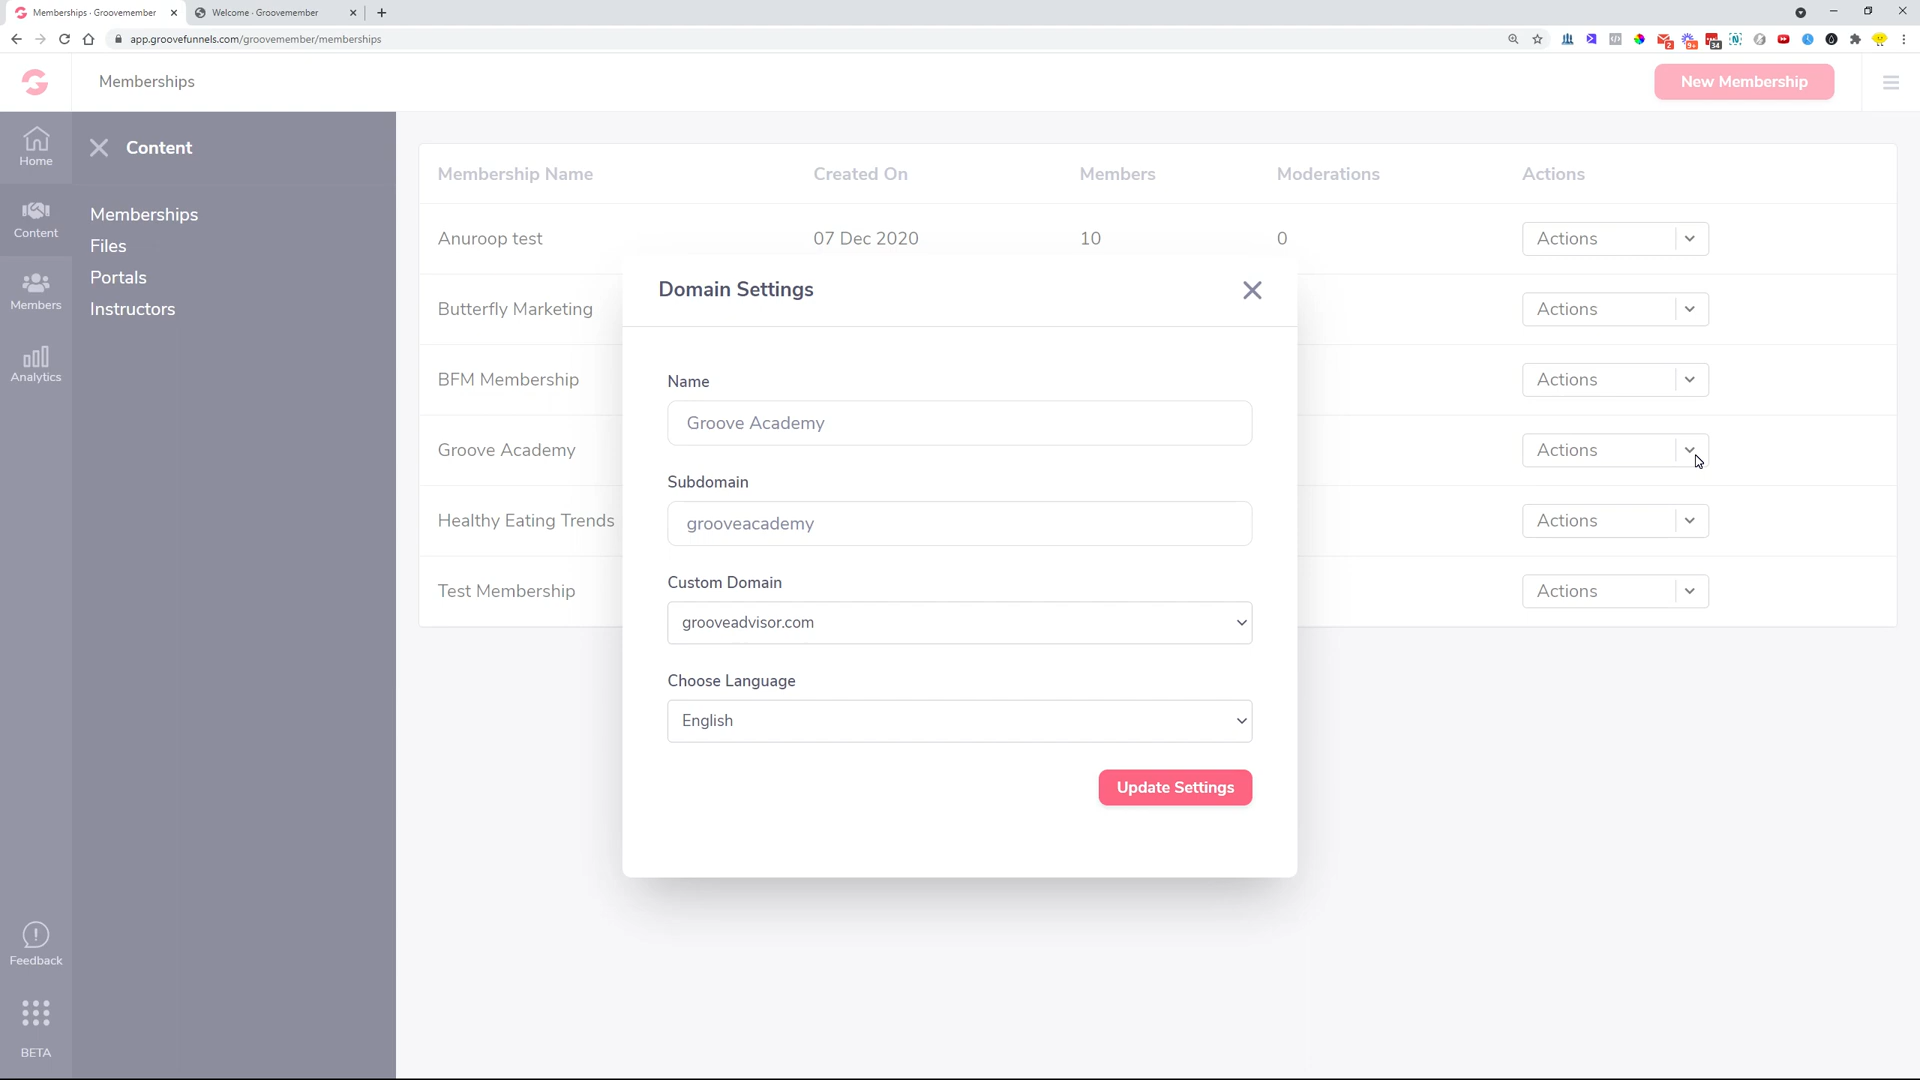 Memberships · Groovemember
Welcome · Groovemember
app.groovefunnels.com/groovemember/memberships
2
9+
34
Memberships
New Membership
Home
Content
Members
Analytics
Feedback
BETA
Content
Memberships
Files
Portals
Instructors
Membership Name Created On Members Moderations Actions
Anuroop test 07 Dec 2020 10 0 Actions
Butterfly Marketing Actions
BFM Membership Actions
Groove Academy Actions
Healthy Eating Trends Actions
Test Membership Actions
Domain Settings
Name
Groove Academy
Subdomain
grooveacademy
Custom Domain
grooveadvisor.com
Choose Language
English
Update Settings